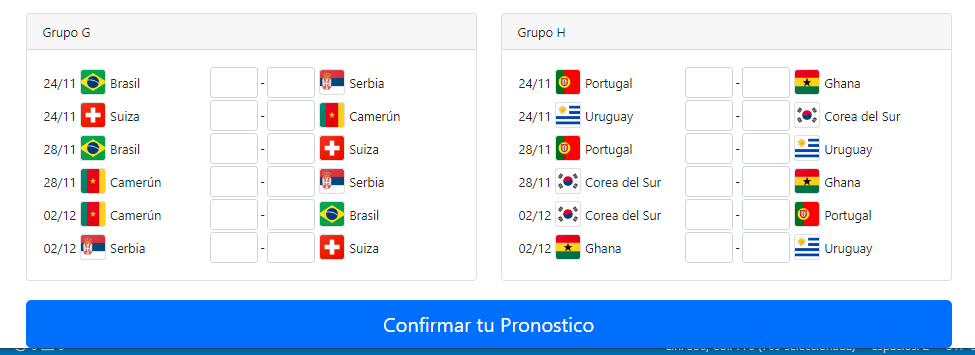 Grupo G
24/11 Brasil - Serbia
24/11 Suiza - Camerún
28/11 Brasil - Suiza
28/11 Camerún - Serbia
02/12 Camerún - Brasil
02/12 Serbia - Suiza
Grupo H
24/11 Portugal - Ghana
24/11 Uruguay - Corea del Sur
28/11 Portugal - Uruguay
28/11 Corea del Sur - Ghana
02/12 Corea del Sur - Portugal
02/12 Ghana - Uruguay
Confirmar tu Pronostico